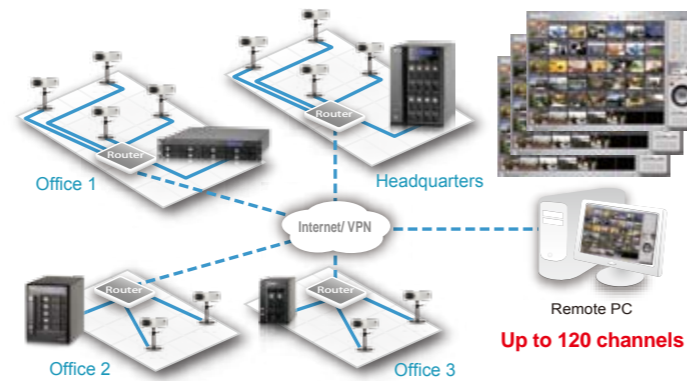 Router
Router
Office 1
Headquarters
Internet/ VPN
Router
Router
Remote PC
Up to 120 channels
Office 2
Office 3